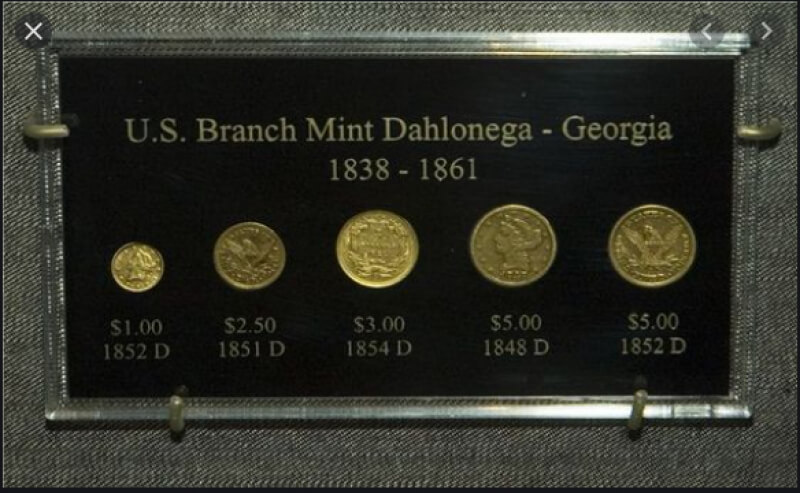 U.S. Branch Mint Dahlonega - Georgia
1838 - 1861
$1.00 $2.50 $3.00 $5.00 $5.00
1852 D 1851 D 1854 D 1848 D 1852 D